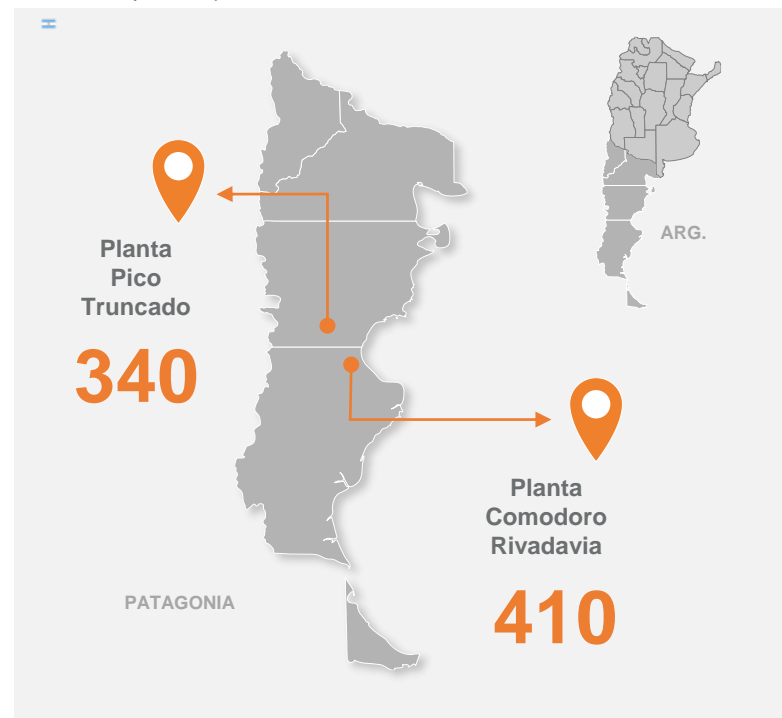 ARG.
Planta
Pico
Truncado
340
Planta
Comodoro
Rivadavia
410
PATAGONIA